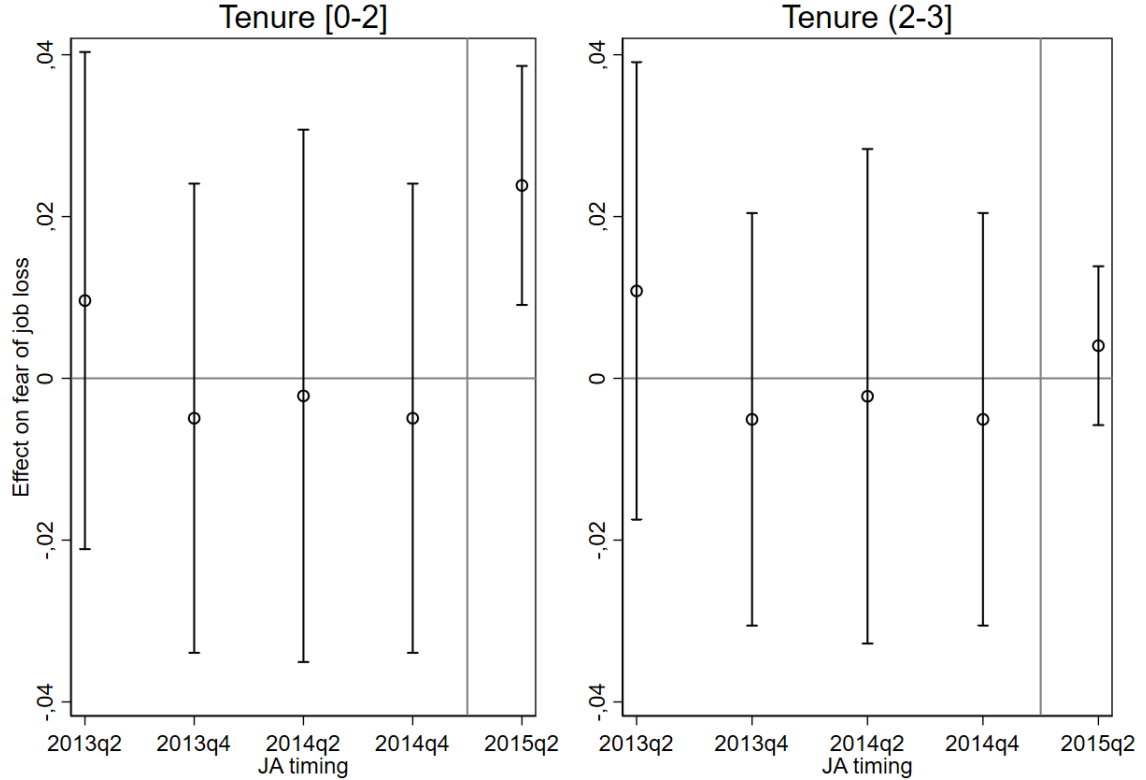 Tenure [0-2]
Effect on fear of job loss
,04
,02
0
-,02
-,04
2013q2 2013q4 2014q2 2014q4 2015q2
JA timing
Tenure (2-3]
,04
,02
0
-,02
-,04
2013q2 2013q4 2014q2 2014q4 2015q2
JA timing